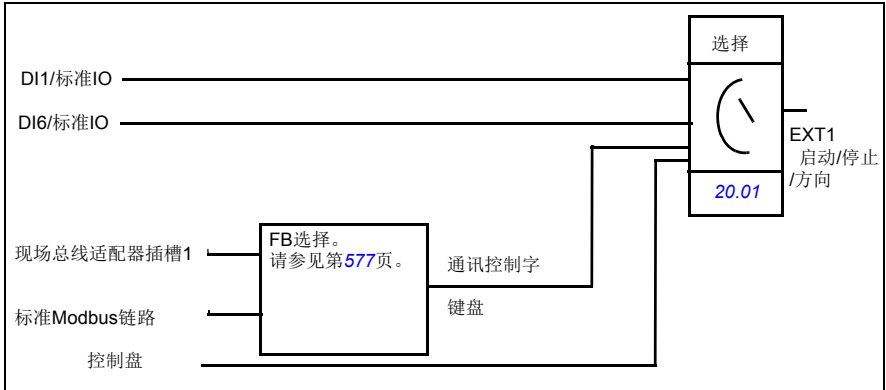 选择
DI1/标准IO
DI6/标准IO
EXT1
启动/停止
/方向
20.01
FB选择。
请参见第577页。
现场总线适配器插槽1
通讯控制字
键盘
标准Modbus链路
控制盘